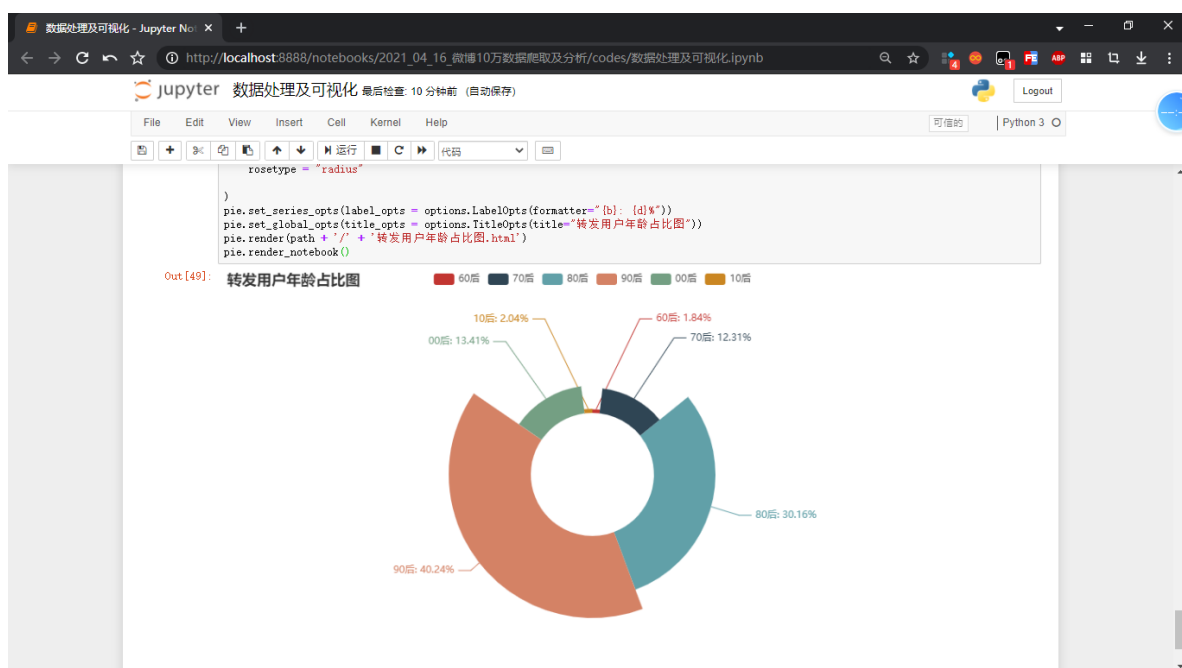 数据处理及可视化 - Jupyter No
http://localhost:8888/notebooks/2021_04_16_微博10万数据爬取及分析/codes/数据处理及可视化.ipynb
4
1
FE
ABP
jupyter 数据处理及可视化 最后检查: 10 分钟前 (自动保存)
Logout
File Edit View Insert Cell Kernel Help
可信的
Python 3
运行
代码
rosetype = "radius"
)
pie.set_series_opts(label_opts = options.LabelOpts(formatter="{b}: {d}%"))
pie.set_global_opts(title_opts = options.TitleOpts(title="转发用户年龄占比图"))
pie.render(path + '/' + '转发用户年龄占比图.html')
pie.render_notebook()
Out[49]:
转发用户年龄占比图
60后 70后 80后 90后 00后 10后
10后: 2.04%
60后: 1.84%
00后: 13.41%
70后: 12.31%
80后: 30.16%
90后: 40.24%